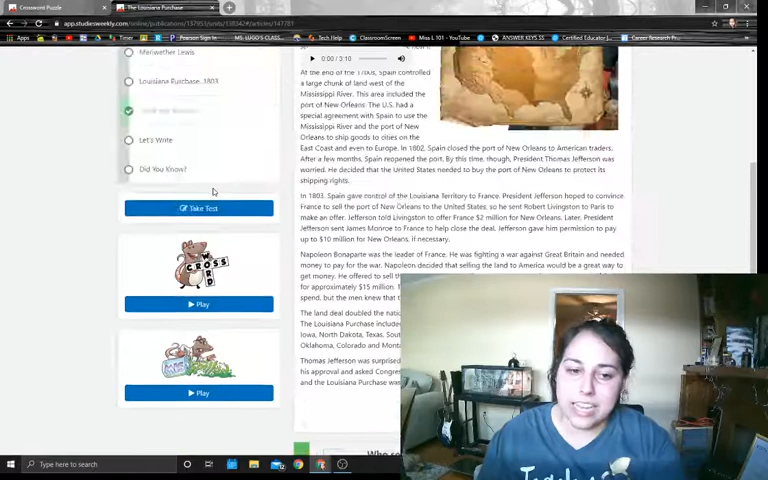 Crossword Puzzle
The Louisiana Purchase
app.studiesweekly.com/online/publications/137951/units/138342#/articles/147781
Apps
Pearson Sign In
MS. LUGO'S CLASS...
Tech Help
ClassroomScreen
Miss L 101 - YouTube
ANSWER KEYS SS
Certified Educator
Career Research P...
Meriwether Lewis
Louisiana Purchase, 1803
Let's Write
Did You Know?
Take Test
CROSS
WORD
Play
Play
0:00 / 3:10
At the end of the 1700s, Spain controlled
a large chunk of land west of the
Mississippi River. This area included the
port of New Orleans. The U.S. had a
special agreement with Spain to use the
Mississippi River and the port of New
Orleans to ship goods to cities on the
East Coast and even to Europe. In 1802, Spain closed the port of New Orleans to American traders.
After a few months, Spain reopened the port. By this time, though, President Thomas Jefferson was
worried. He decided that the United States needed to buy the port of New Orleans to protect its
shipping rights.
In 1803, Spain gave control of the Louisiana Territory to France. President Jefferson hoped to convince
France to sell the port of New Orleans to the United States, so he sent Robert Livingston to Paris to
make an offer. Jefferson told Livingston to offer France $2 million for New Orleans. Later, President
Jefferson sent James Monroe to France to help close the deal. Jefferson gave him permission to pay
up to $10 million for New Orleans, if necessary.
Napoleon Bonaparte was the leader of France. He was fighting a war against Great Britain and needed
money to pay for the war. Napoleon decided that selling the land to America would be a great way to
get money. He offered to sell th
for approximately $15 million. T
spend, but the men knew that t
The land deal doubled the natio
The Louisiana Purchase include
Iowa, North Dakota, Texas, Sout
Oklahoma, Colorado and Monta
Thomas Jefferson was surprised
his approval and asked Congres
and the Louisiana Purchase was
Type here to search